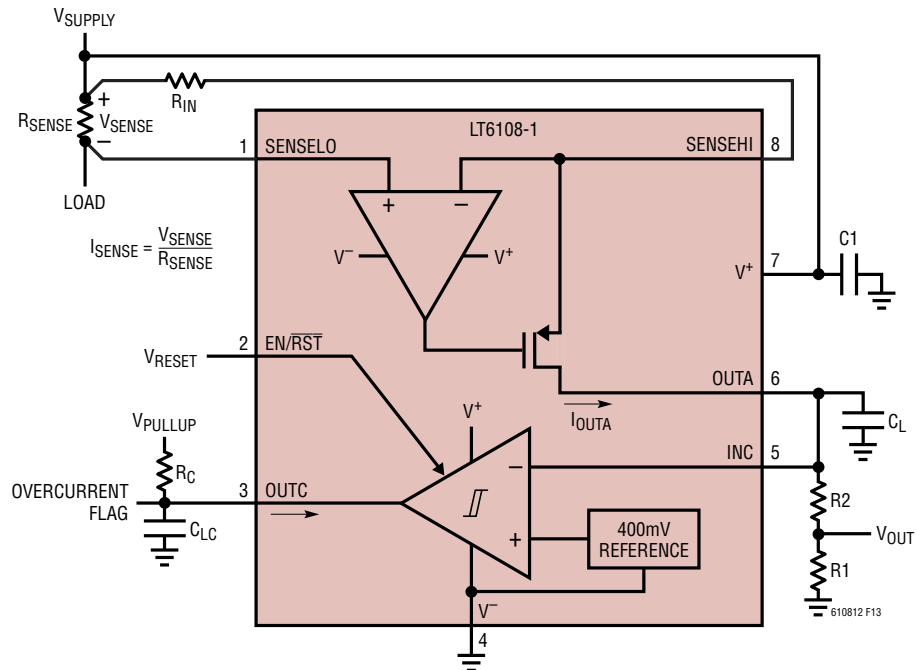 VSUPPLY
RIN
RSENSE
+
VSENSE
−
LT6108-1
1 SENSELO
SENSEHI 8
LOAD
+ −
ISENSE = VSENSE / RSENSE
V− V+
C1
V+ 7
2 EN/RST
VRESET
OUTA 6
IOUTA
CL
VPULLUP
V+
INC 5
RC
−
R2
OVERCURRENT
FLAG
3 OUTC
VOUT
CLC
+
400mV
REFERENCE
R1
610812 F13
V−
4